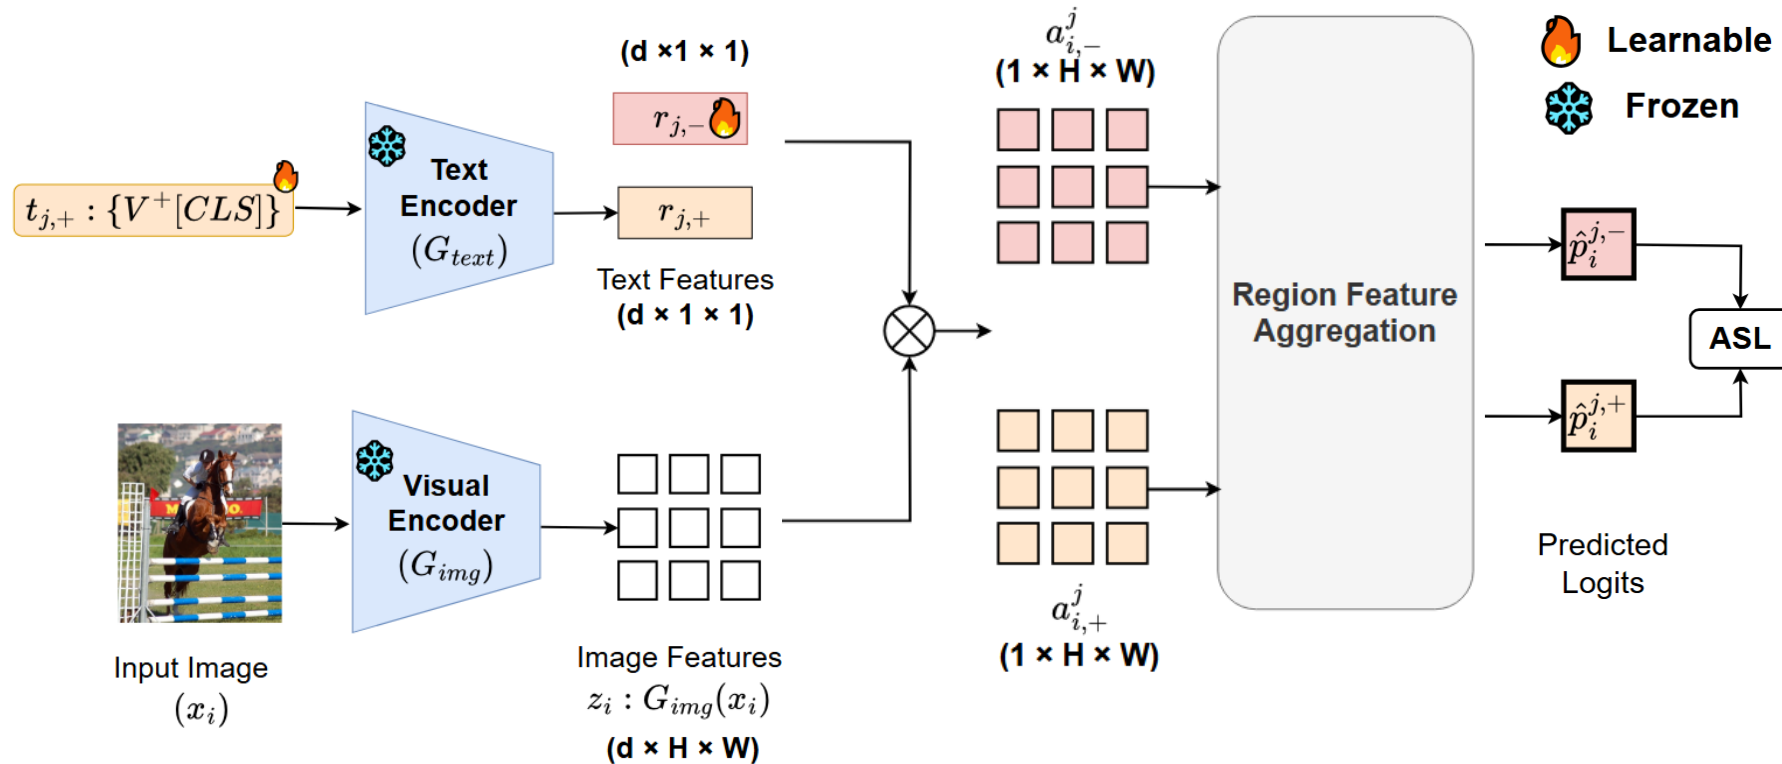 (d ×1 × 1)
r_{j,-}
t_{j,+} : {V^+[CLS]}
Text
Encoder
(G_{text})
r_{j,+}
Text Features
(d × 1 × 1)
a^j_{i,-}
(1 × H × W)
Learnable
Frozen
Region Feature
Aggregation
\hat{p}_i^{j,-}
ASL
\hat{p}_i^{j,+}
Predicted
Logits
Visual
Encoder
(G_{img})
Input Image
(x_i)
Image Features
z_i : G_{img}(x_i)
(d × H × W)
a^j_{i,+}
(1 × H × W)